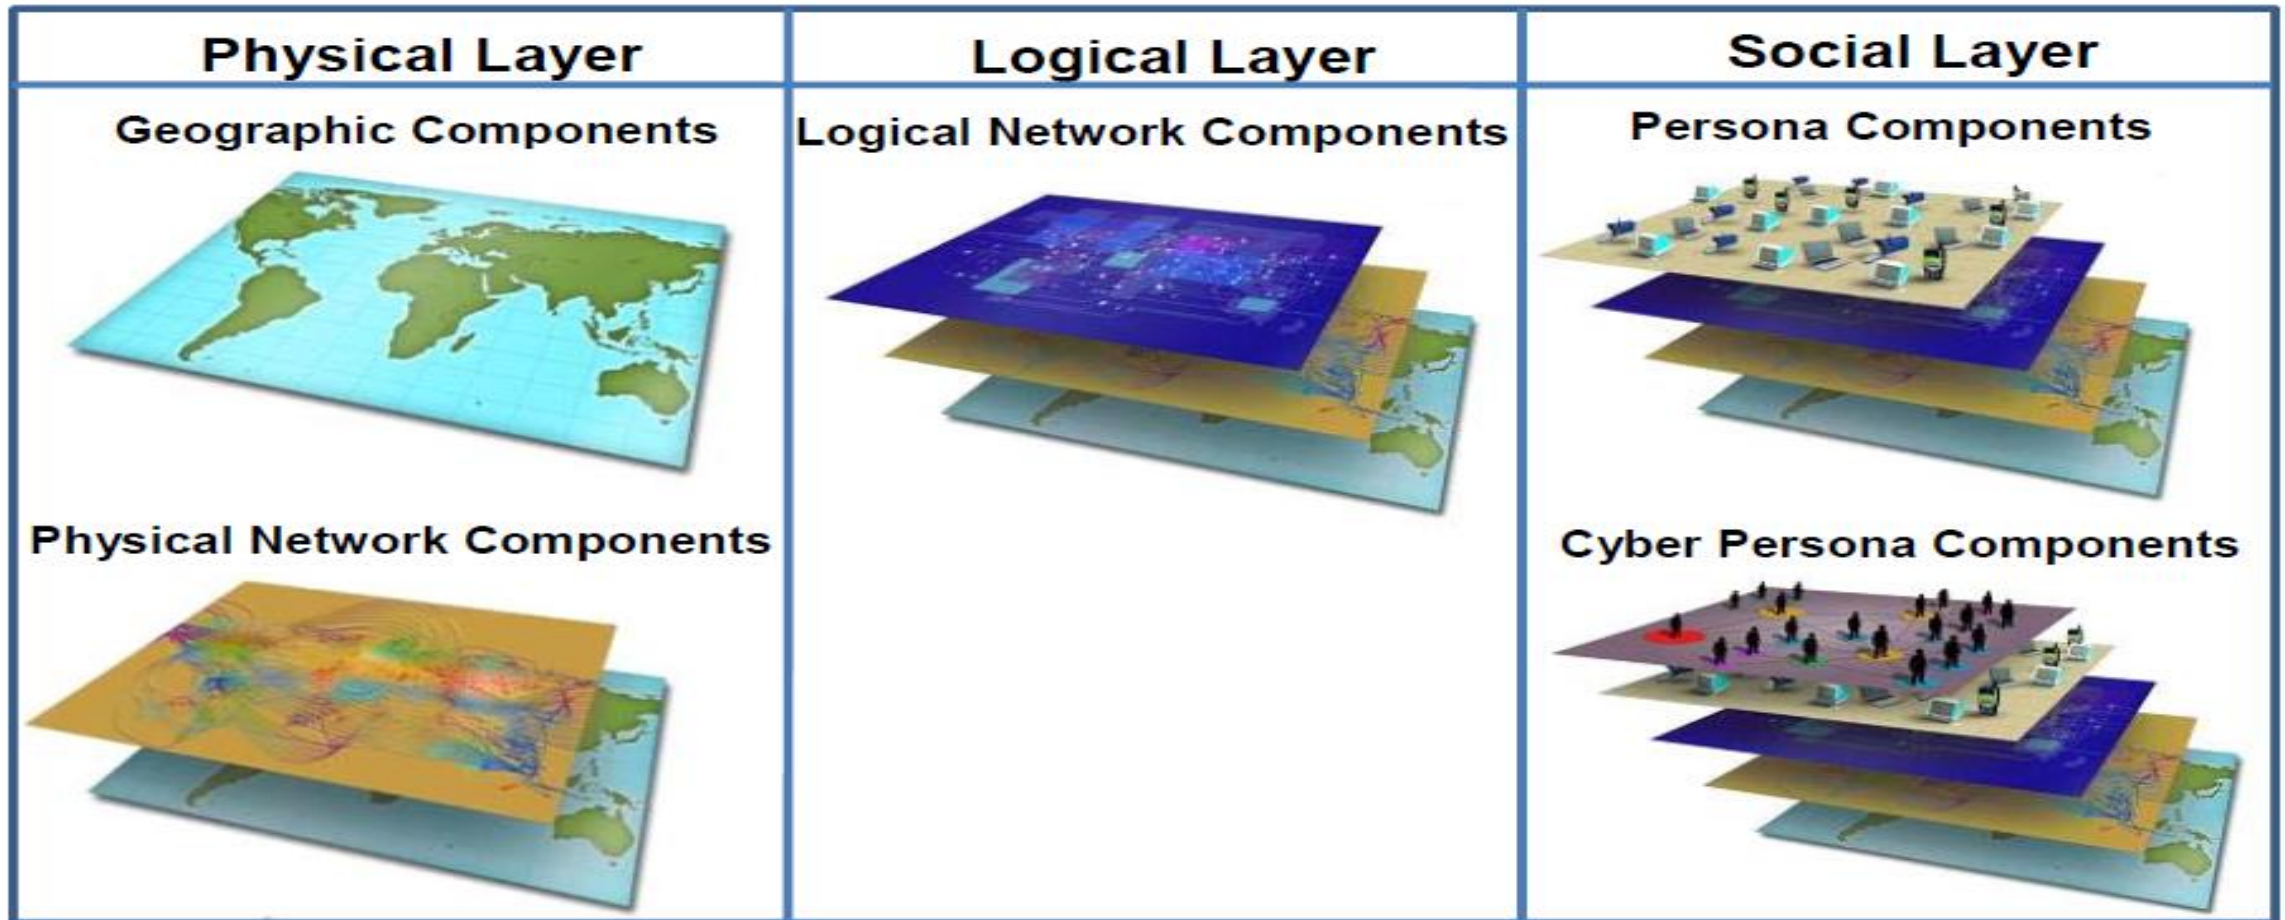 Physical Layer
Logical Layer
Social Layer
Geographic Components
Logical Network Components
Persona Components
Physical Network Components
Cyber Persona Components